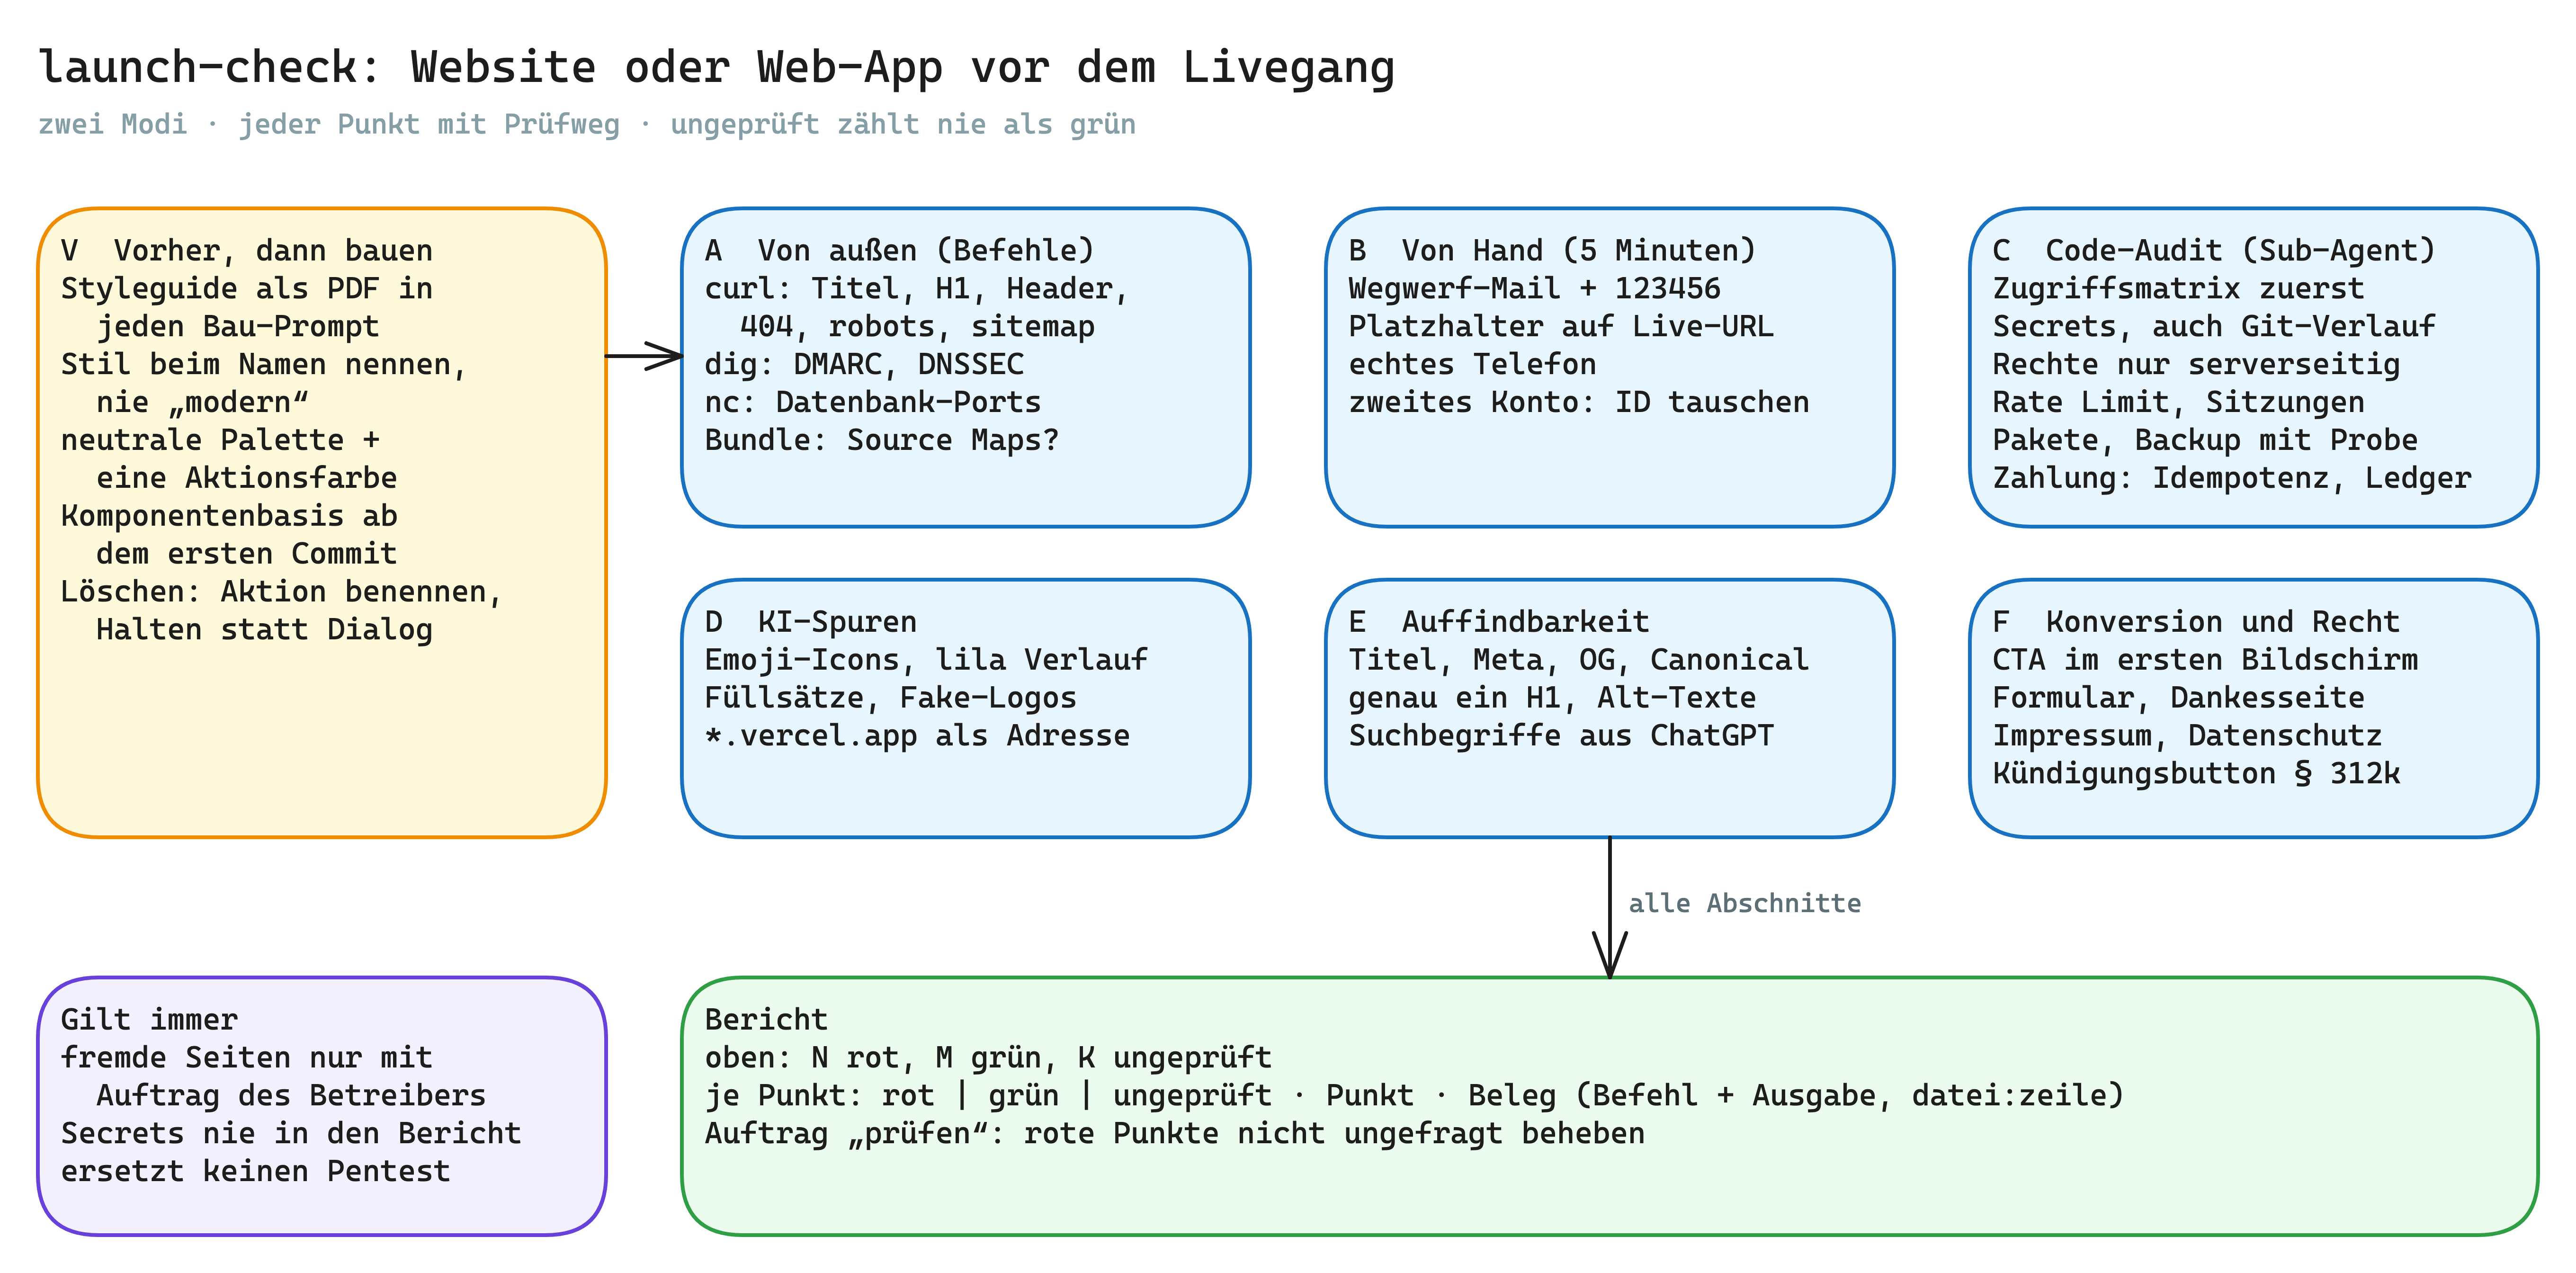 launch-check: Website oder Web-App vor dem Livegang
zwei Modi · jeder Punkt mit Prüfweg · ungeprüft zählt nie als grün
V  Vorher, dann bauen
Styleguide als PDF in
  jeden Bau-Prompt
Stil beim Namen nennen,
  nie „modern“
neutrale Palette +
  eine Aktionsfarbe
Komponentenbasis ab
  dem ersten Commit
Löschen: Aktion benennen,
  Halten statt Dialog
A  Von außen (Befehle)
curl: Titel, H1, Header,
  404, robots, sitemap
dig: DMARC, DNSSEC
nc: Datenbank-Ports
Bundle: Source Maps?
B  Von Hand (5 Minuten)
Wegwerf-Mail + 123456
Platzhalter auf Live-URL
echtes Telefon
zweites Konto: ID tauschen
C  Code-Audit (Sub-Agent)
Zugriffsmatrix zuerst
Secrets, auch Git-Verlauf
Rechte nur serverseitig
Rate Limit, Sitzungen
Pakete, Backup mit Probe
Zahlung: Idempotenz, Ledger
D  KI-Spuren
Emoji-Icons, lila Verlauf
Füllsätze, Fake-Logos
*.vercel.app als Adresse
E  Auffindbarkeit
Titel, Meta, OG, Canonical
genau ein H1, Alt-Texte
Suchbegriffe aus ChatGPT
F  Konversion und Recht
CTA im ersten Bildschirm
Formular, Dankesseite
Impressum, Datenschutz
Kündigungsbutton § 312k
alle Abschnitte
Gilt immer
fremde Seiten nur mit
  Auftrag des Betreibers
Secrets nie in den Bericht
ersetzt keinen Pentest
Bericht
oben: N rot, M grün, K ungeprüft
je Punkt: rot | grün | ungeprüft · Punkt · Beleg (Befehl + Ausgabe, datei:zeile)
Auftrag „prüfen“: rote Punkte nicht ungefragt beheben